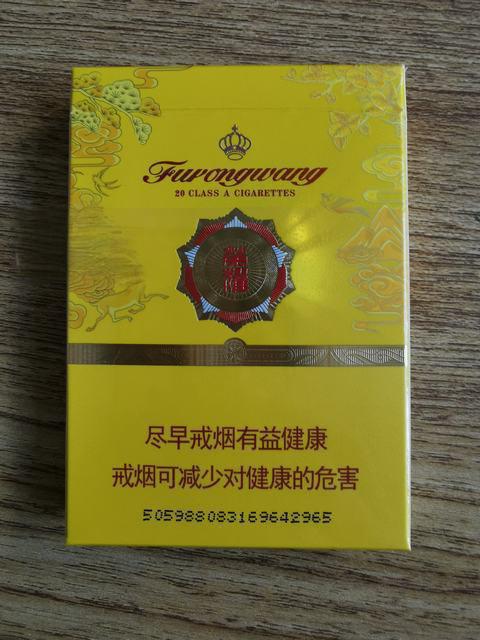 Furongwang
20 CLASS A CIGARETTES
尽早戒烟有益健康
戒烟可减少对健康的危害
505988083169642965